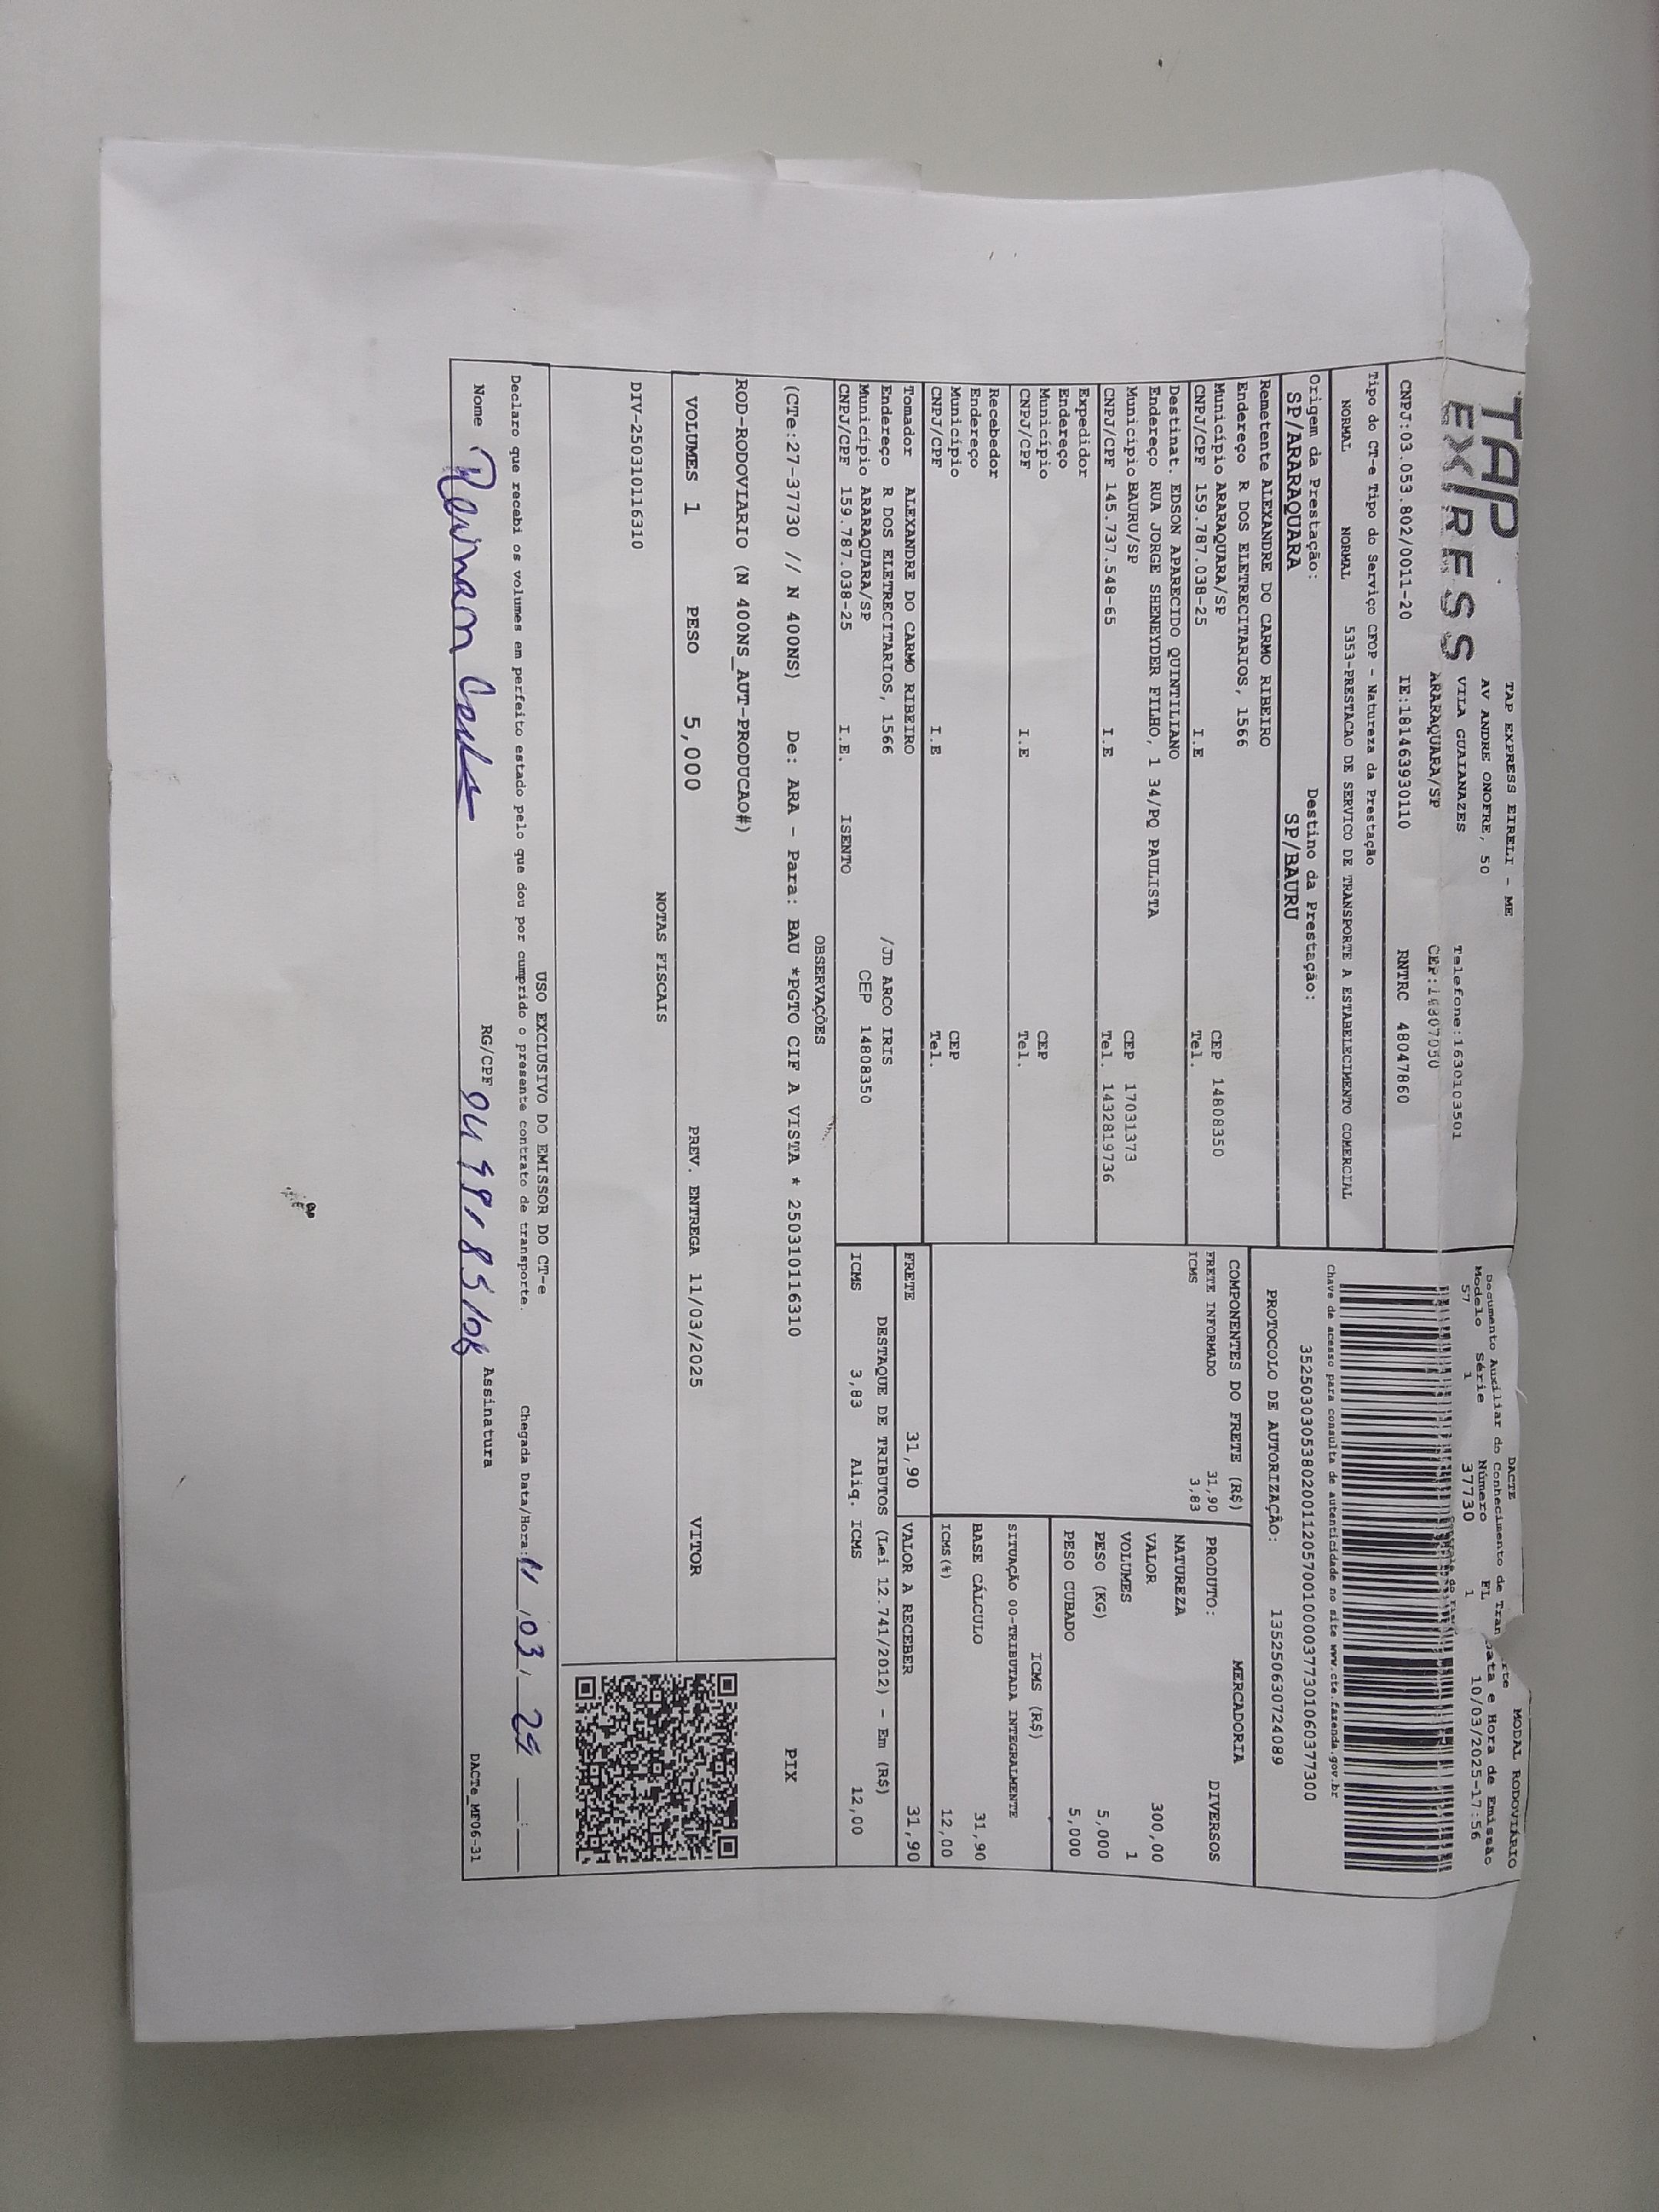 TAP EXPRESS
TAP EXPRESS EIRELI - ME
AV ANDRE ONOFRE, 50
VILA GUAIANAZES Telefone:1630103501
ARARAQUARA/SP
CNPJ:03.053.802/0011-20 IE:181463930110 RNTRC 48047860
DACTE MODAL RODOVIÁRIO
Documento Auxiliar do Conhecimento de
Modelo Série Número FL Data e Hora de Emissão
57 1 37730 1 10/03/2025-17:56
Chave de acesso para consulta de autenticidade no site www.cte.fazenda.gov.br
35250303053802001120570010000377301060377300
PROTOCOLO DE AUTORIZAÇÃO: 135250630724089
Tipo do CT-e Tipo do Serviço CFOP - Natureza da Prestação
NORMAL NORMAL 5353-PRESTACAO DE SERVICO DE TRANSPORTE A ESTABELECIMENTO COMERCIAL
Origem da Prestação: Destino da Prestação:
SP/ARARAQUARA SP/BAURU
Remetente ALEXANDRE DO CARMO RIBEIRO
Endereço R DOS ELETRECITARIOS, 1566
Município ARARAQUARA/SP CEP 14808350
CNPJ/CPF 159.787.038-25 I.E Tel.
Destinat. EDSON APARECIDO QUINTILIANO
Endereço RUA JORGE SHENEYDER FILHO, 1 34/PQ PAULISTA
Município BAURU/SP CEP 17031373
CNPJ/CPF 145.737.548-65 I.E Tel. 1432819736
Expedidor
Endereço
Município CEP
CNPJ/CPF I.E Tel.
Recebedor
Endereço
Município CEP
CNPJ/CPF I.E Tel.
Tomador ALEXANDRE DO CARMO RIBEIRO
Endereço R DOS ELETRECITARIOS, 1566 /JD ARCO IRIS
Município ARARAQUARA/SP CEP 14808350
CNPJ/CPF 159.787.038-25 I.E. ISENTO
COMPONENTES DO FRETE (R$)
FRETE INFORMADO 31,90
ICMS 3,83
MERCADORIA
PRODUTO: DIVERSOS
NATUREZA
VALOR 300,00
VOLUMES 1
PESO (KG) 5,000
PESO CUBADO 5,000
ICMS (R$)
SITUAÇÃO 00-TRIBUTADA INTEGRALMENTE
BASE CÁLCULO 31,90
ICMS(%) 12,00
FRETE 31,90 VALOR A RECEBER 31,90
DESTAQUE DE TRIBUTOS (Lei 12.741/2012) - Em (R$)
ICMS 3,83 Aliq. ICMS 12,00
OBSERVAÇÕES
(CTe:27-37730 // N 400NS) De: ARA - Para: BAU *PGTO CIF A VISTA * 250310116310
ROD-RODOVIARIO (N 400NS_AUT-PRODUCAO#)
PIX
VOLUMES 1 PESO 5,000 PREV. ENTREGA 11/03/2025 VITOR
NOTAS FISCAIS
DIV-250310116310
USO EXCLUSIVO DO EMISSOR DO CT-e
Declaro que recebi os volumes em perfeito estado pelo que dou por cumprido o presente contrato de transporte. Chegada Data/Hora: 11/03/25
Nome RG/CPF Assinatura
DACTe_MF06-31